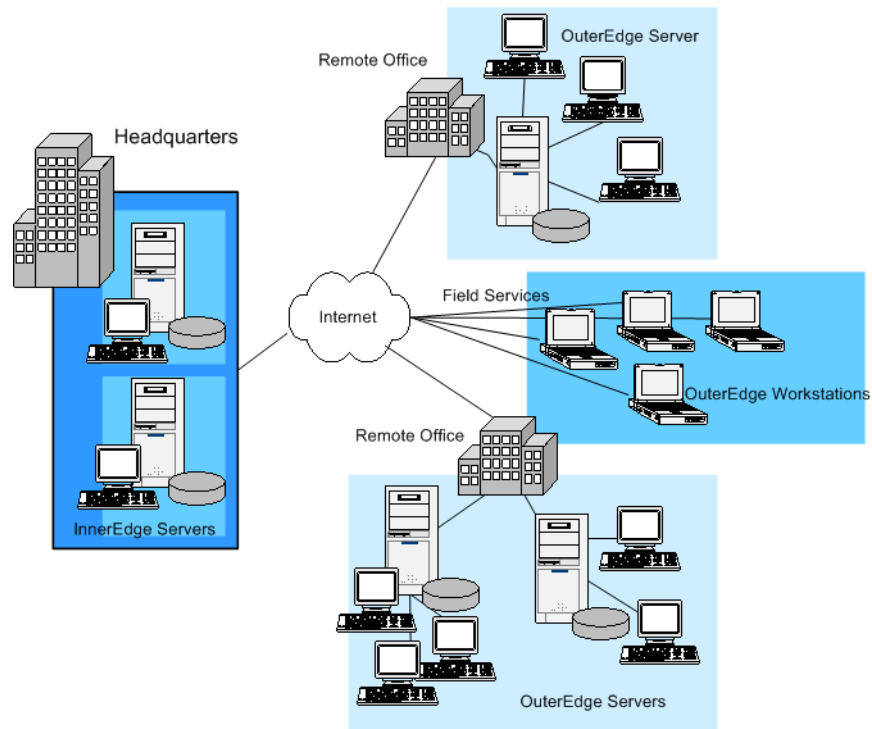 OuterEdge Server
Remote Office
Headquarters
Field Services
Internet
OuterEdge Workstations
Remote Office
InnerEdge Servers
OuterEdge Servers